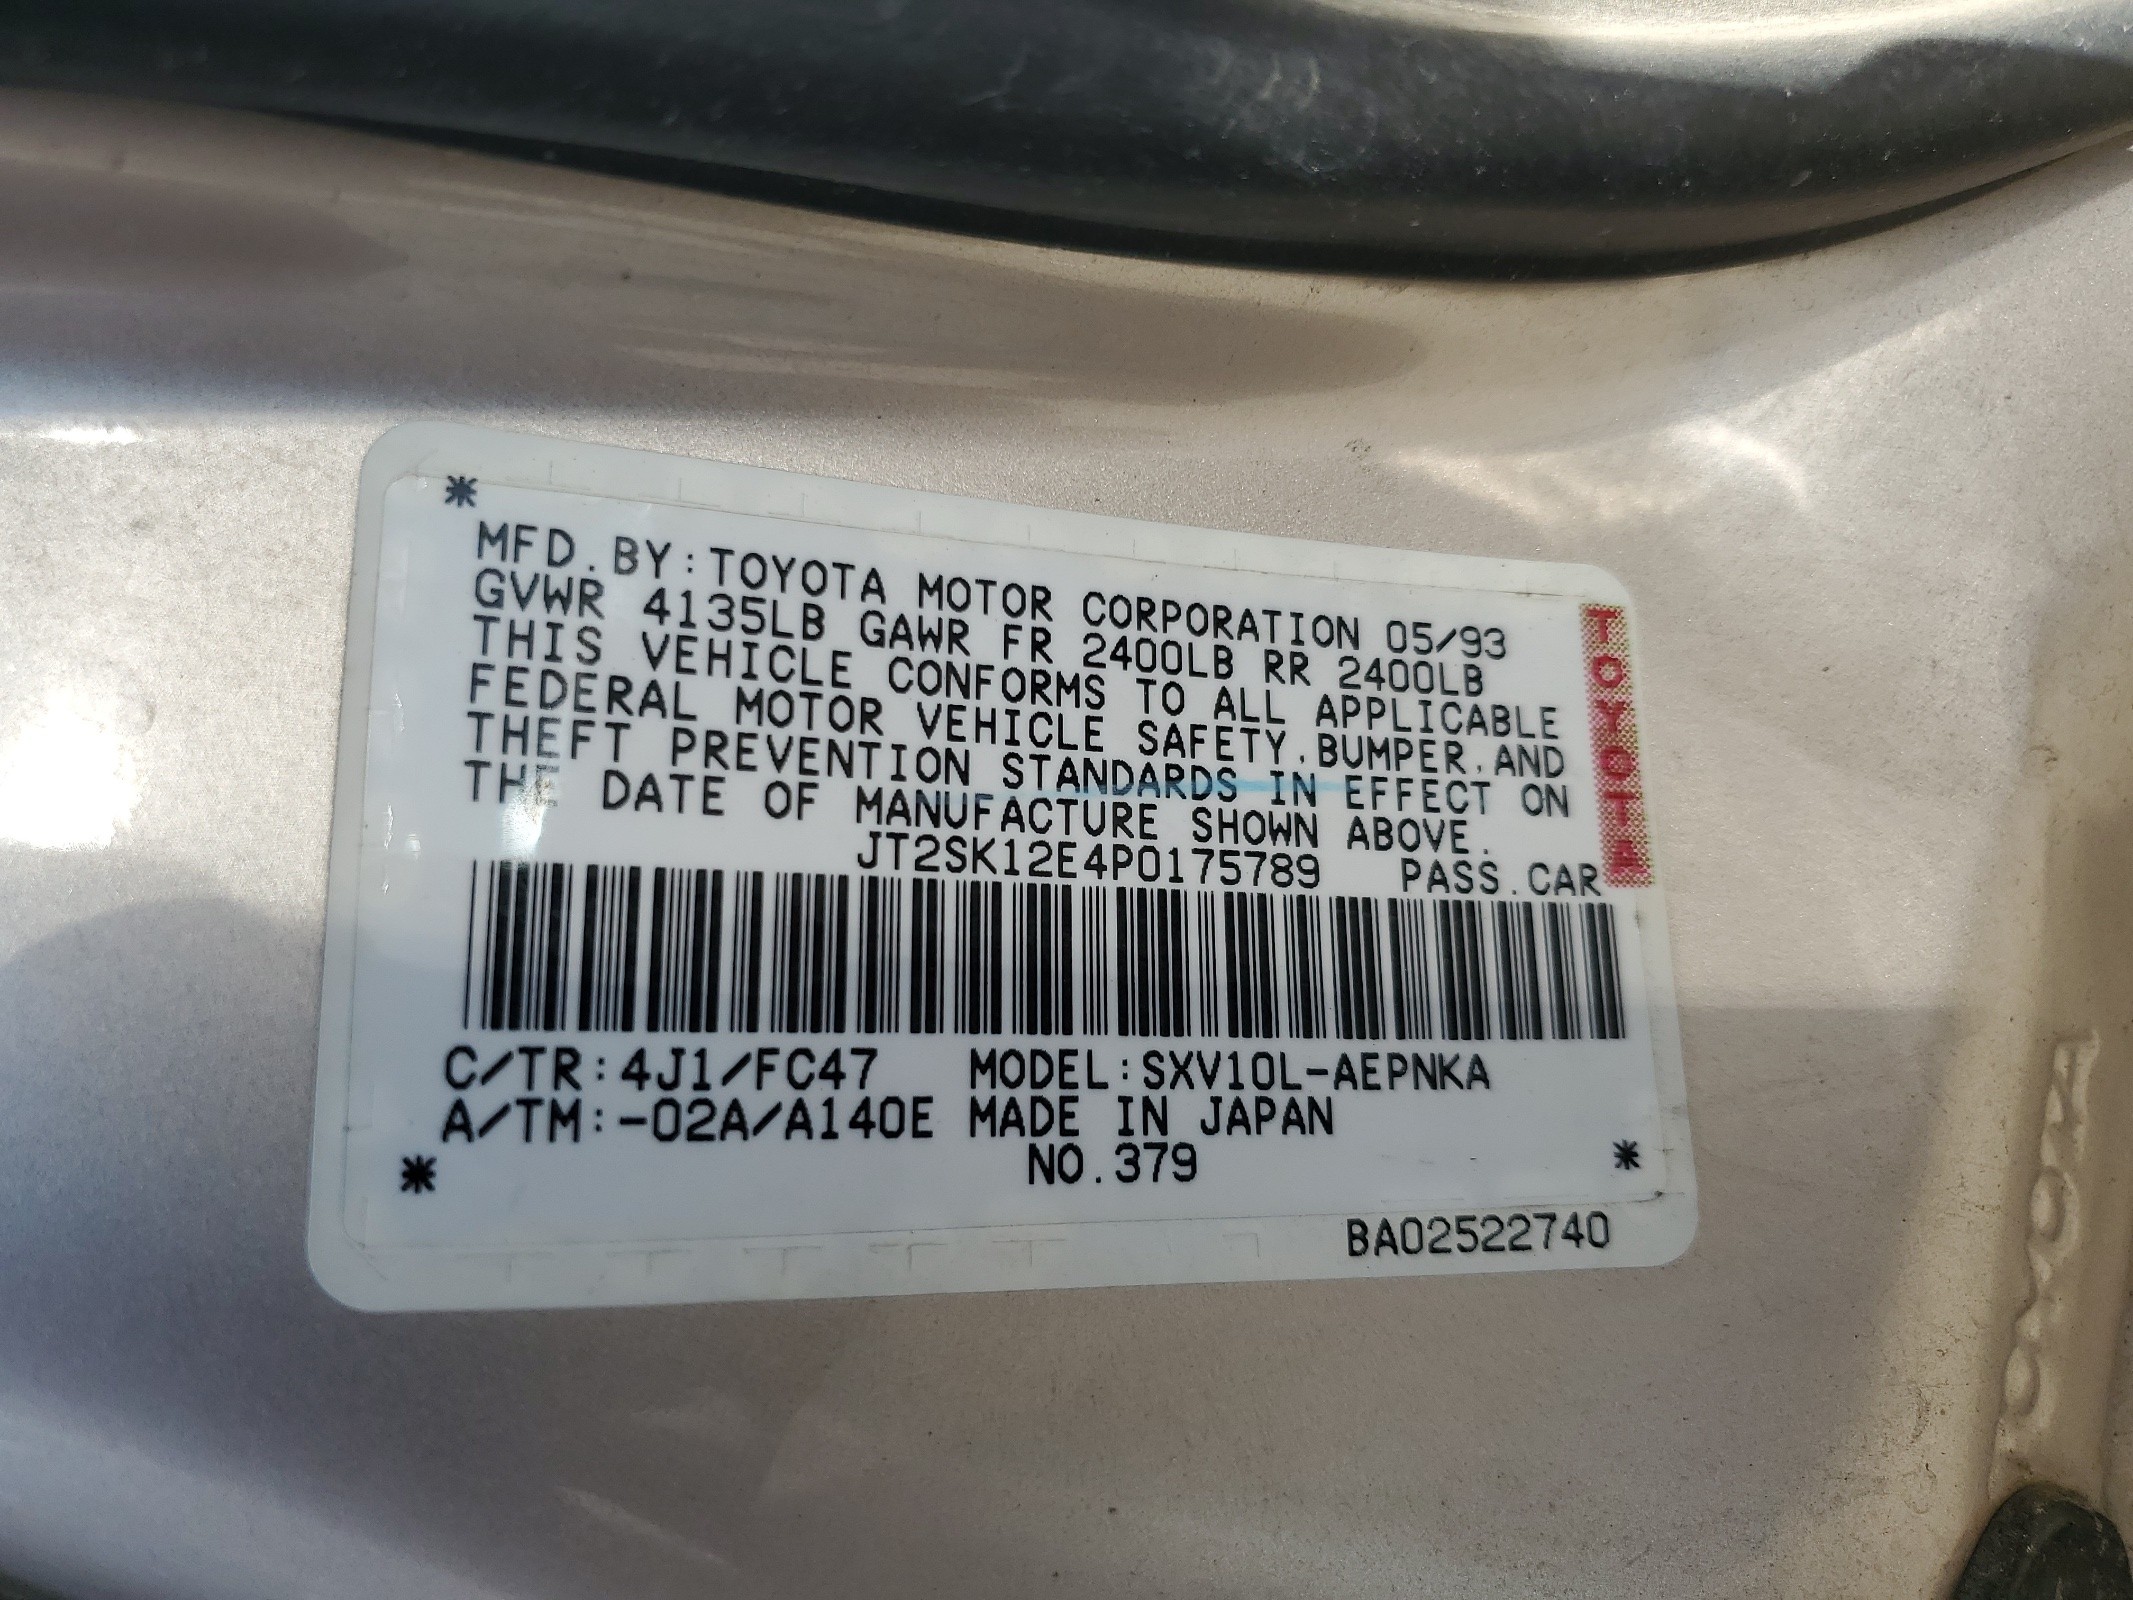 MFD.BY:TOYOTA MOTOR CORPORATION 05/93
GVWR 4135LB GAWR FR 2400LB RR 2400LB
THIS VEHICLE CONFORMS TO ALL APPLICABLE
FEDERAL MOTOR VEHICLE SAFETY,BUMPER,AND
THEFT PREVENTION STANDARDS IN EFFECT ON
THE DATE OF MANUFACTURE SHOWN ABOVE.
JT2SK12E4P0175789 PASS.CAR
TOYOTA
C/TR:4J1/FC47 MODEL:SXV10L-AEPNKA
A/TM:-02A/A140E MADE IN JAPAN
NO.379
BA02522740